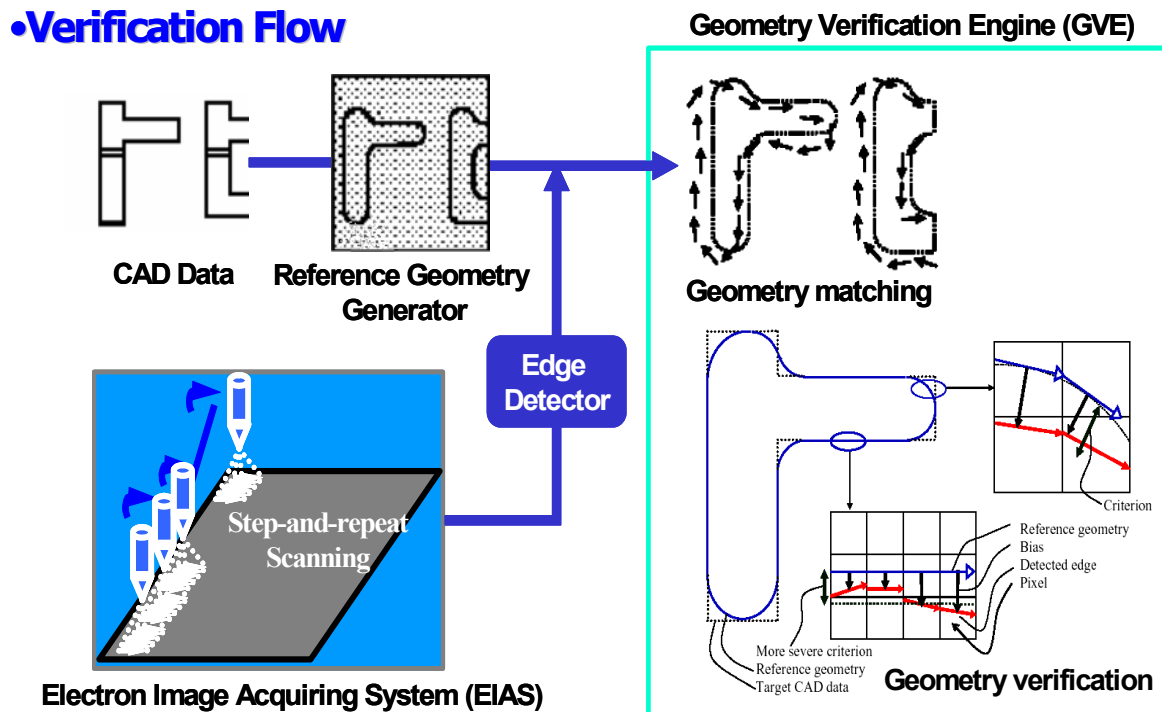 •Verification Flow
Geometry Verification Engine (GVE)
CAD Data
Reference Geometry
Generator
Geometry matching
Edge
Detector
Step-and-repeat
Scanning
Electron Image Acquiring System (EIAS)
Criterion
Reference geometry
Bias
Detected edge
Pixel
More severe criterion
Reference geometry
Target CAD data
Geometry verification